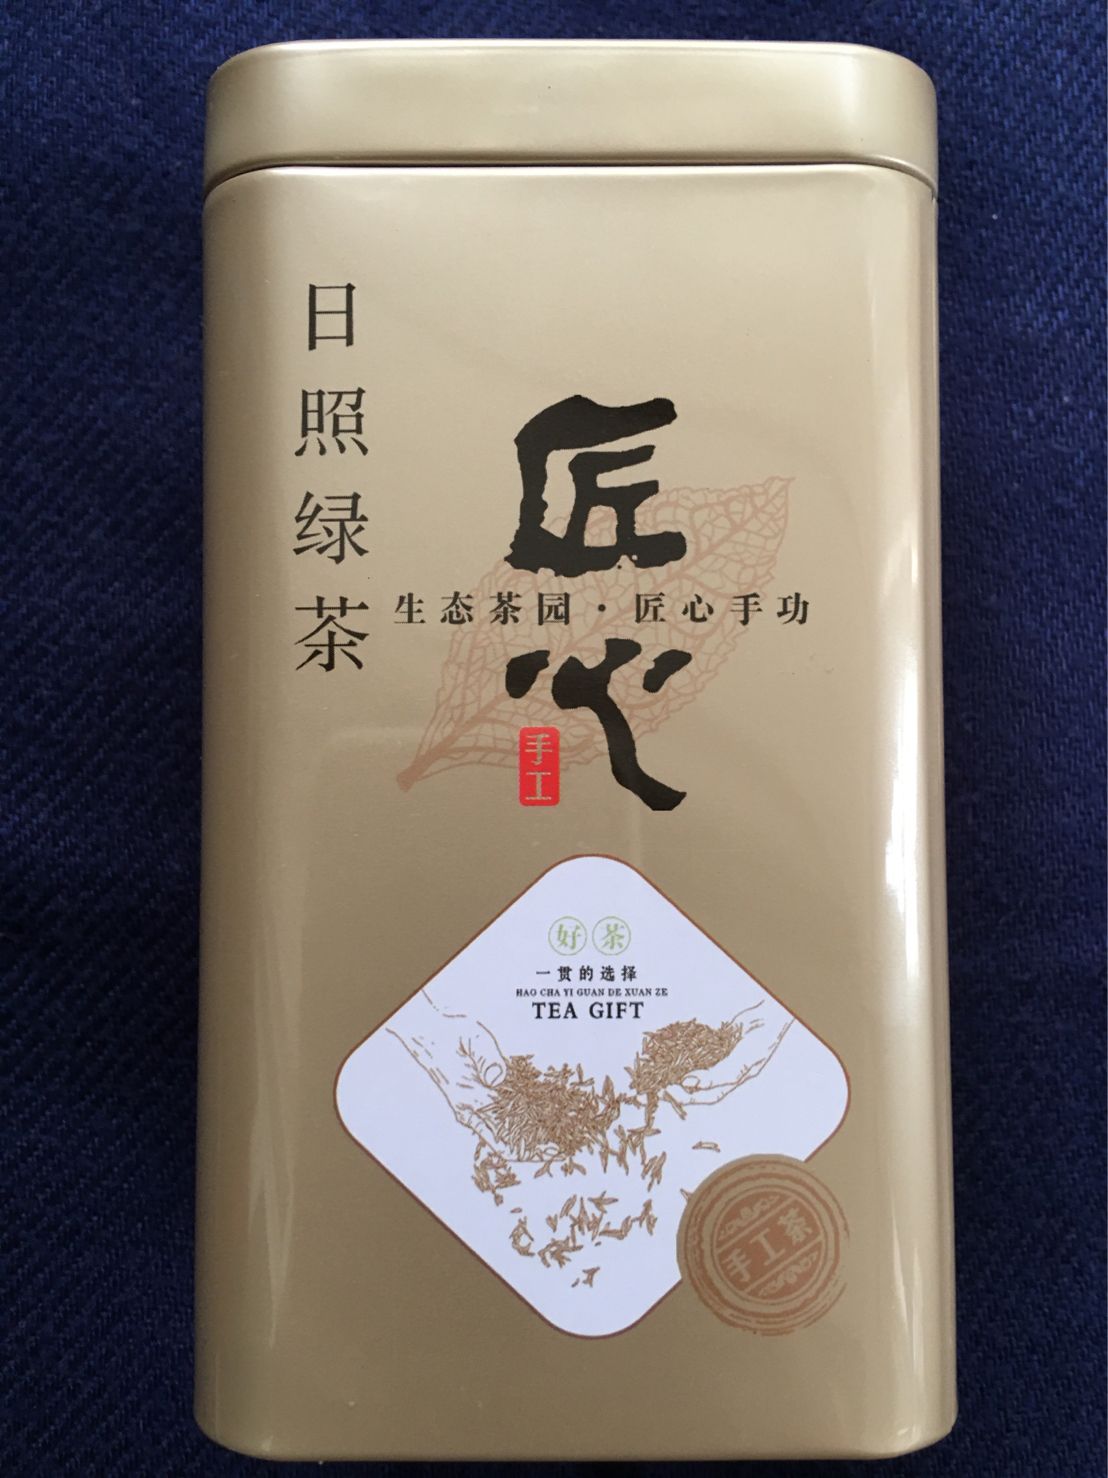 日照绿茶
匠心
生态茶园·匠心手功
手工
好茶
一贯的选择
HAO CHA YI GUAN DE XUAN ZE
TEA GIFT
手工茶